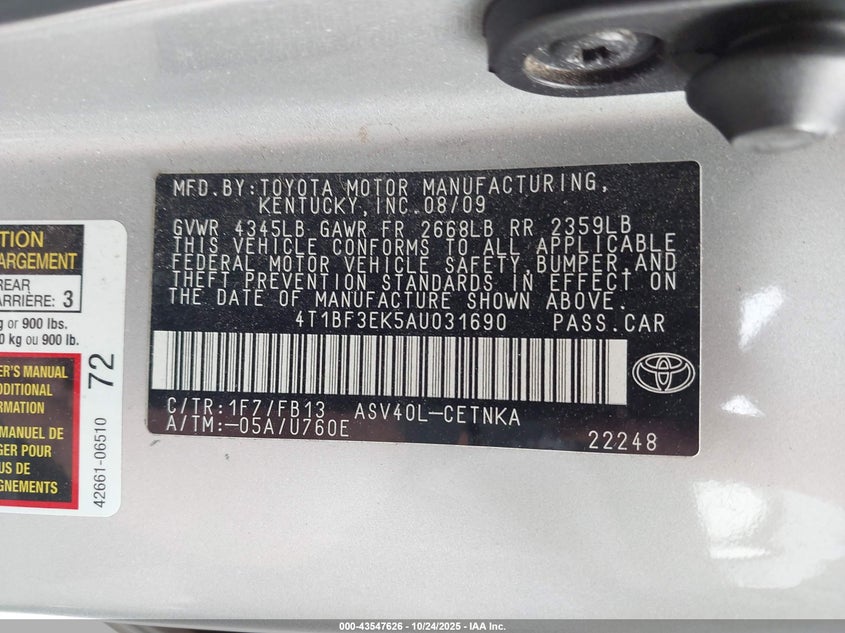 MFD.BY:TOYOTA MOTOR MANUFACTURING,
KENTUCKY, INC. 08/09
GVWR 4345LB GAWR FR 2668LB RR 2359LB
THIS VEHICLE CONFORMS TO ALL APPLICABLE
FEDERAL MOTOR VEHICLE SAFETY, BUMPER, AND
THEFT PREVENTION STANDARDS IN EFFECT ON
THE DATE OF MANUFACTURE SHOWN ABOVE.
4T1BF3EK5AU031690 PASS.CAR
C/TR:1F7/FB13 ASV40L-CETNKA
A/TM:-05A/U760E
22248
TION
ARGEMENT
REAR
ARRIÈRE: 3
g or 900 lbs.
0 kg ou 900 lb.
72
ER'S MANUAL
DDITIONAL
RMATION
MANUEL DE
GER POUR
US DE
GNEMENTS
42661-06510
000-43547626 - 10/24/2025 - IAA Inc.